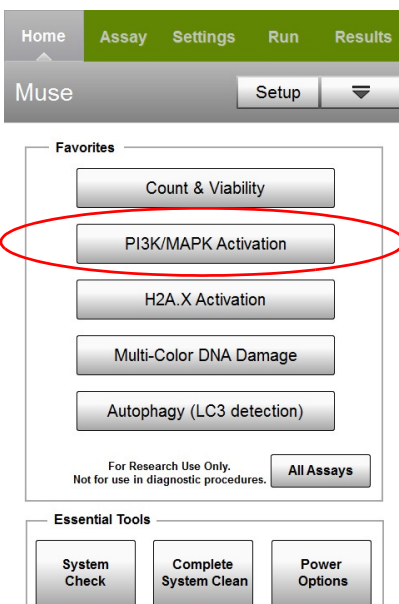 Home Assay Settings Run Results
Muse Setup
Favorites
Count & Viability
PI3K/MAPK Activation
H2A.X Activation
Multi-Color DNA Damage
Autophagy (LC3 detection)
For Research Use Only.
Not for use in diagnostic procedures.
All Assays
Essential Tools
System
Check
Complete
System Clean
Power
Options